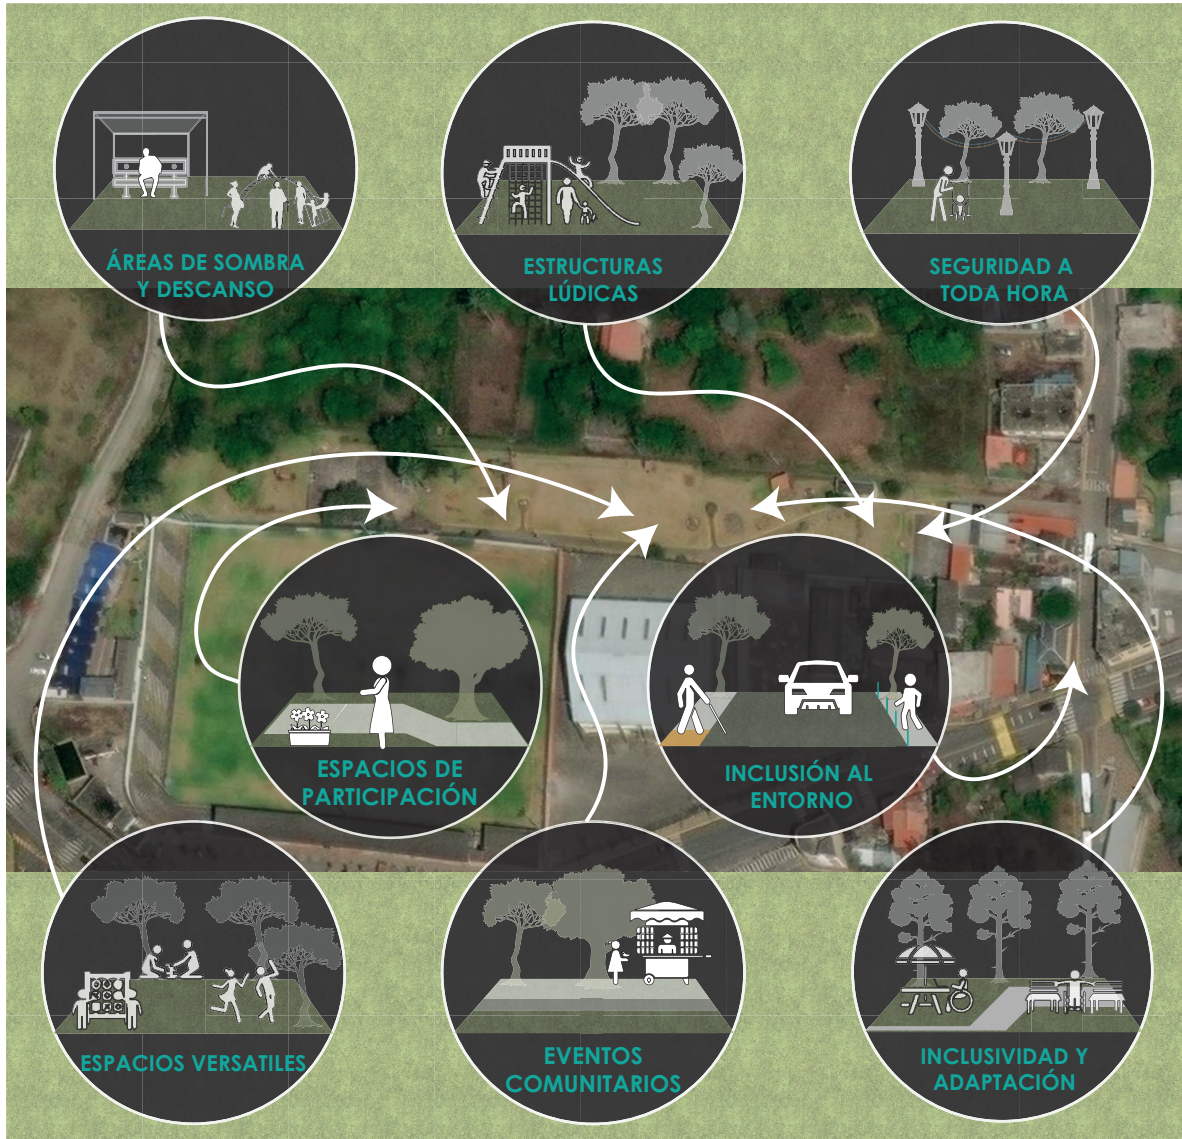 ÁREAS DE SOMBRA
Y DESCANSO
ESTRUCTURAS
LÚDICAS
SEGURIDAD A
TODA HORA
ESPACIOS DE
PARTICIPACIÓN
INCLUSIÓN AL
ENTORNO
ESPACIOS VERSATILES
EVENTOS
COMUNITARIOS
INCLUSIVIDAD Y
ADAPTACIÓN